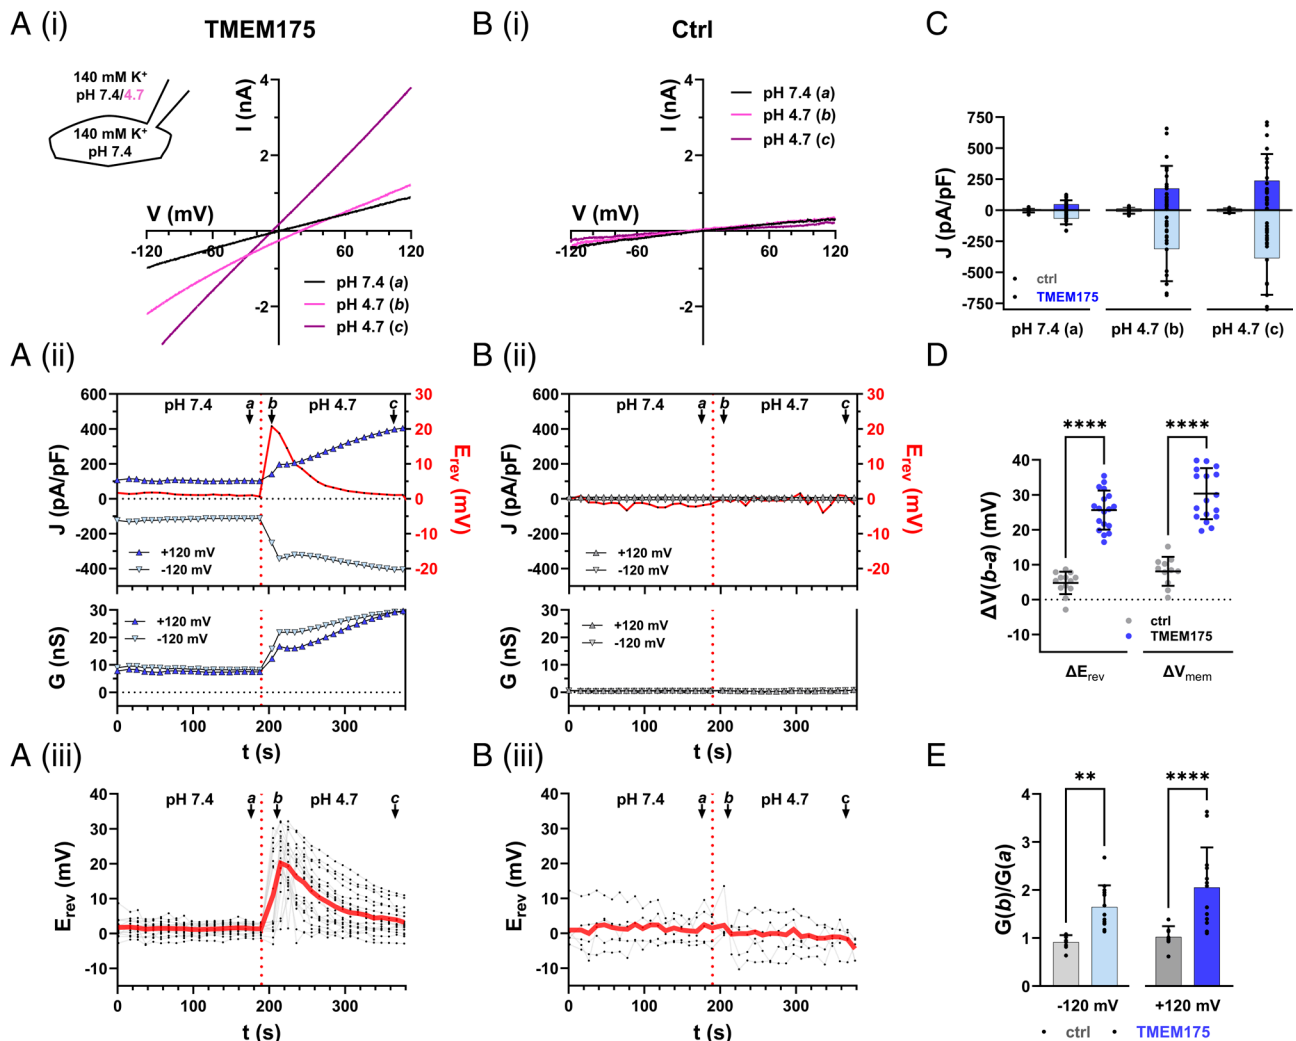 A (i)
TMEM175
140 mM K⁺
pH 7.4/4.7
140 mM K⁺
pH 7.4
I (nA)
4
2
-2
V (mV)
-120
-60
60
120
pH 7.4 (a)
pH 4.7 (b)
pH 4.7 (c)
B (i)
Ctrl
I (nA)
4
2
-2
V (mV)
-120
-60
60
120
pH 7.4 (a)
pH 4.7 (b)
pH 4.7 (c)
C
J (pA/pF)
750
500
250
0
250
500
750
ctrl
TMEM175
pH 7.4 (a)
pH 4.7 (b)
pH 4.7 (c)
A (ii)
pH 7.4
a
b
pH 4.7
c
J (pA/pF)
600
400
200
0
-200
-400
30
20
10
0
-10
-20
E_rev (mV)
+120 mV
-120 mV
G (nS)
30
20
10
0
+120 mV
-120 mV
0
200
300
t (s)
B (ii)
pH 7.4
a
b
pH 4.7
c
J (pA/pF)
600
400
200
0
-200
-400
30
20
10
0
-10
-20
E_rev (mV)
+120 mV
-120 mV
G (nS)
30
20
10
0
+120 mV
-120 mV
0
200
300
t (s)
D
ΔV(b-a) (mV)
40
30
20
10
0
-10
****
****
ctrl
TMEM175
ΔE_rev
ΔV_mem
A (iii)
pH 7.4
a
b
pH 4.7
c
E_rev (mV)
40
30
20
10
0
-10
0
200
300
t (s)
B (iii)
pH 7.4
a
b
pH 4.7
c
E_rev (mV)
40
30
20
10
0
-10
0
200
300
t (s)
E
G(b)/G(a)
4
3
2
1
0
**
****
-120 mV
+120 mV
ctrl
TMEM175